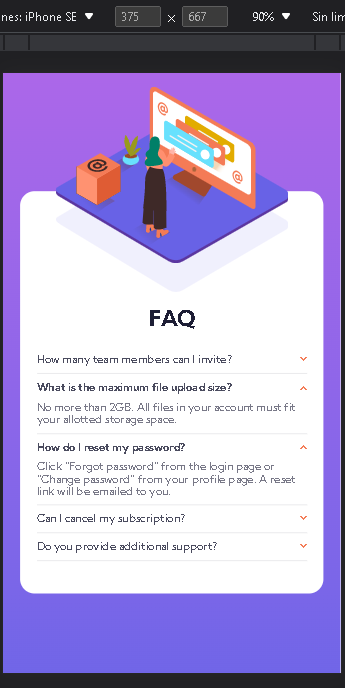 nes: iPhone SE ▼ 375 × 667 90% ▼ Sin lim
FAQ
How many team members can I invite?
What is the maximum file upload size?
No more than 2GB. All files in your account must fit
your allotted storage space.
How do I reset my password?
Click "Forgot password" from the login page or
"Change password" from your profile page. A reset
link will be emailed to you.
Can I cancel my subscription?
Do you provide additional support?